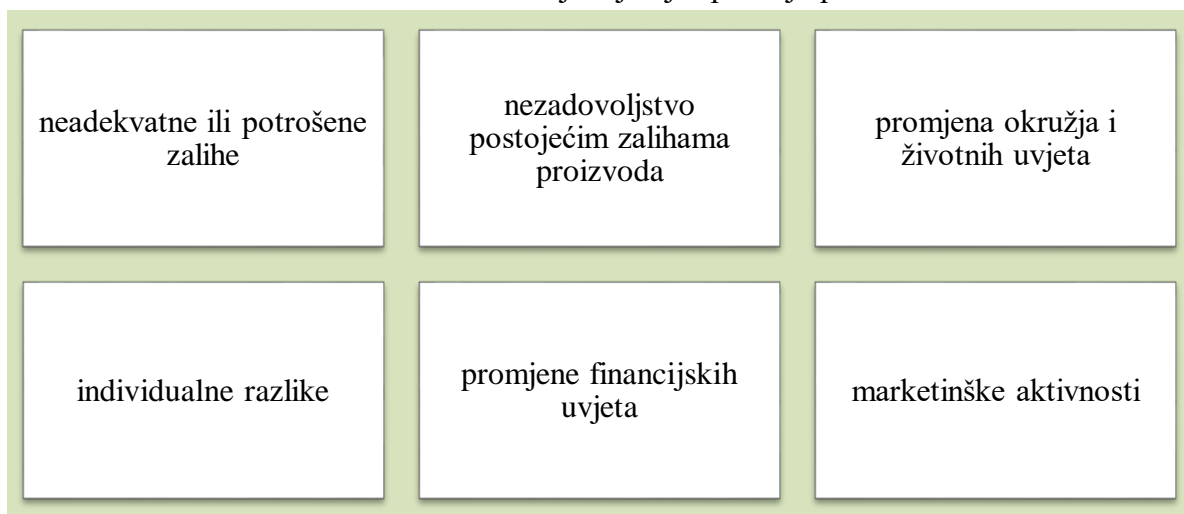 neadekvatne ili potrošene
zalihe
nezadovoljstvo
postojećim zalihama
proizvoda
promjena okružja i
životnih uvjeta
individualne razlike
promjene financijskih
uvjeta
marketinške aktivnosti